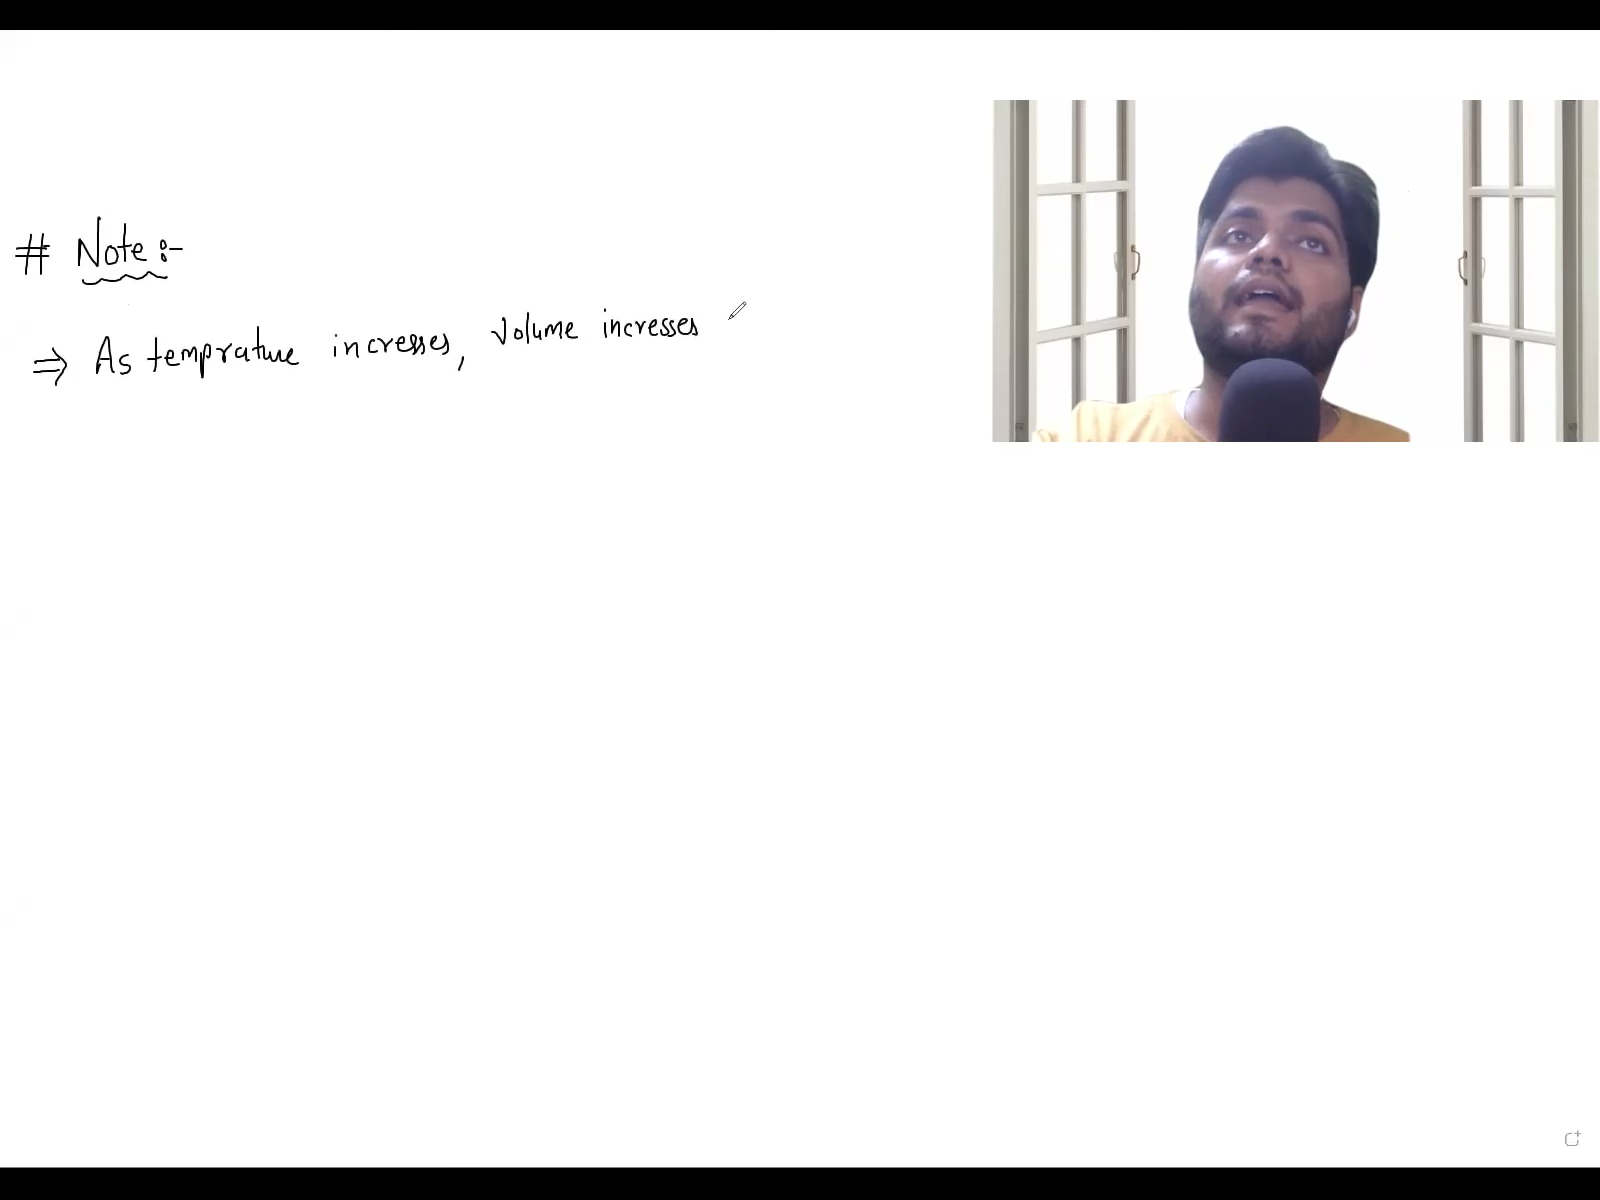 # Note :-
⇒ As temprature incresses, volume incresses